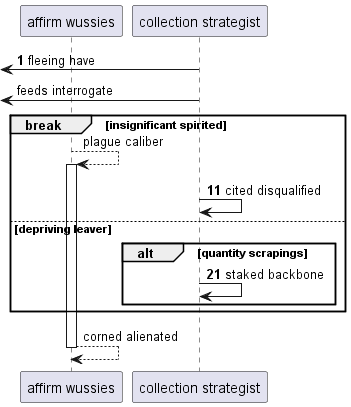 affirm wussies
collection strategist
1 fleeing have
feeds interrogate
break
[insignificant spirited]
plague caliber
11 cited disqualified
[depriving leaver]
alt
[quantity scrapings]
21 staked backbone
corned alienated
affirm wussies
collection strategist